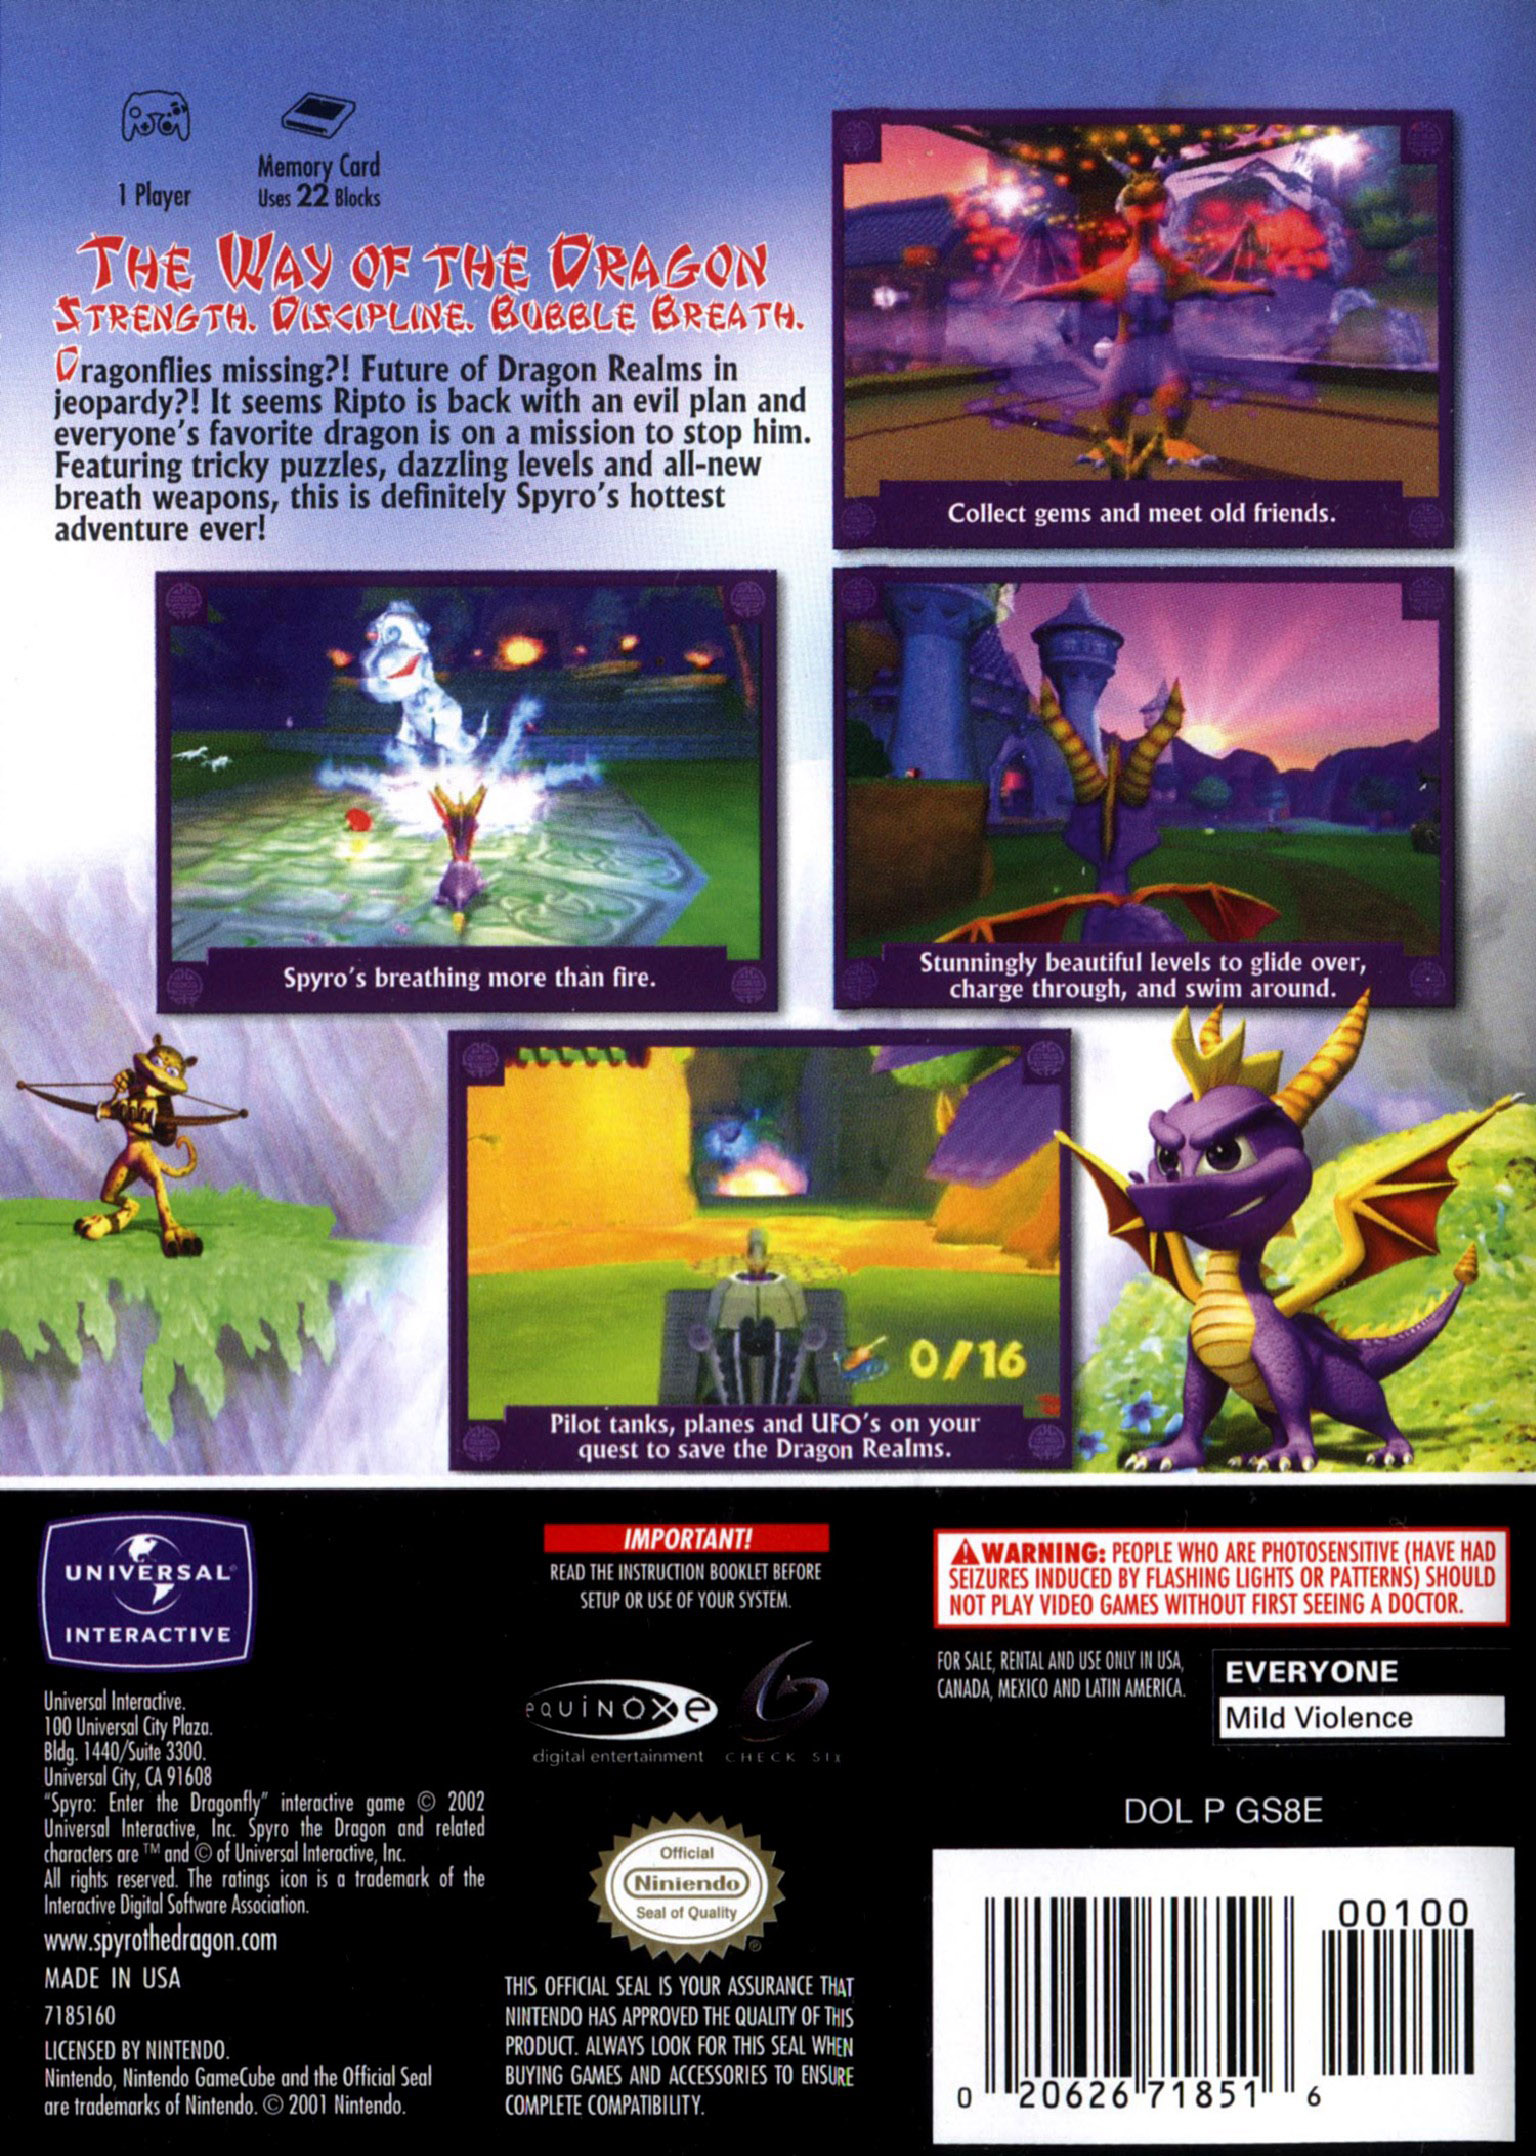 1 Player
Memory Card
Uses 22 Blocks
THE WAY OF THE DRAGON
STRENGTH. DISCIPLINE. BUBBLE BREATH.
Dragonflies missing?! Future of Dragon Realms in
jeopardy?! It seems Ripto is back with an evil plan and
everyone's favorite dragon is on a mission to stop him.
Featuring tricky puzzles, dazzling levels and all-new
breath weapons, this is definitely Spyro's hottest
adventure ever!
Collect gems and meet old friends.
Spyro's breathing more than fire.
Stunningly beautiful levels to glide over,
charge through, and swim around.
0/16
Pilot tanks, planes and UFO's on your
quest to save the Dragon Realms.
UNIVERSAL®
INTERACTIVE
Universal Interactive.
100 Universal City Plaza.
Bldg. 1440/Suite 3300.
Universal City, CA 91608
"Spyro: Enter the Dragonfly" interactive game © 2002
Universal Interactive, Inc. Spyro the Dragon and related
characters are ™ and © of Universal Interactive, Inc.
All rights reserved. The ratings icon is a trademark of the
Interactive Digital Software Association.
www.spyrothedragon.com
MADE IN USA
7185160
LICENSED BY NINTENDO.
Nintendo, Nintendo GameCube and the Official Seal
are trademarks of Nintendo. © 2001 Nintendo.
IMPORTANT!
READ THE INSTRUCTION BOOKLET BEFORE
SETUP OR USE OF YOUR SYSTEM.
equinoxe
digital entertainment
CHECK SIX
Official
Nintendo
Seal of Quality
®
THIS OFFICIAL SEAL IS YOUR ASSURANCE THAT
NINTENDO HAS APPROVED THE QUALITY OF THIS
PRODUCT. ALWAYS LOOK FOR THIS SEAL WHEN
BUYING GAMES AND ACCESSORIES TO ENSURE
COMPLETE COMPATIBILITY.
WARNING: PEOPLE WHO ARE PHOTOSENSITIVE (HAVE HAD
SEIZURES INDUCED BY FLASHING LIGHTS OR PATTERNS) SHOULD
NOT PLAY VIDEO GAMES WITHOUT FIRST SEEING A DOCTOR.
FOR SALE, RENTAL AND USE ONLY IN USA,
CANADA, MEXICO AND LATIN AMERICA.
EVERYONE
Mild Violence
DOL P GS8E
00100
0 20626 71851 6